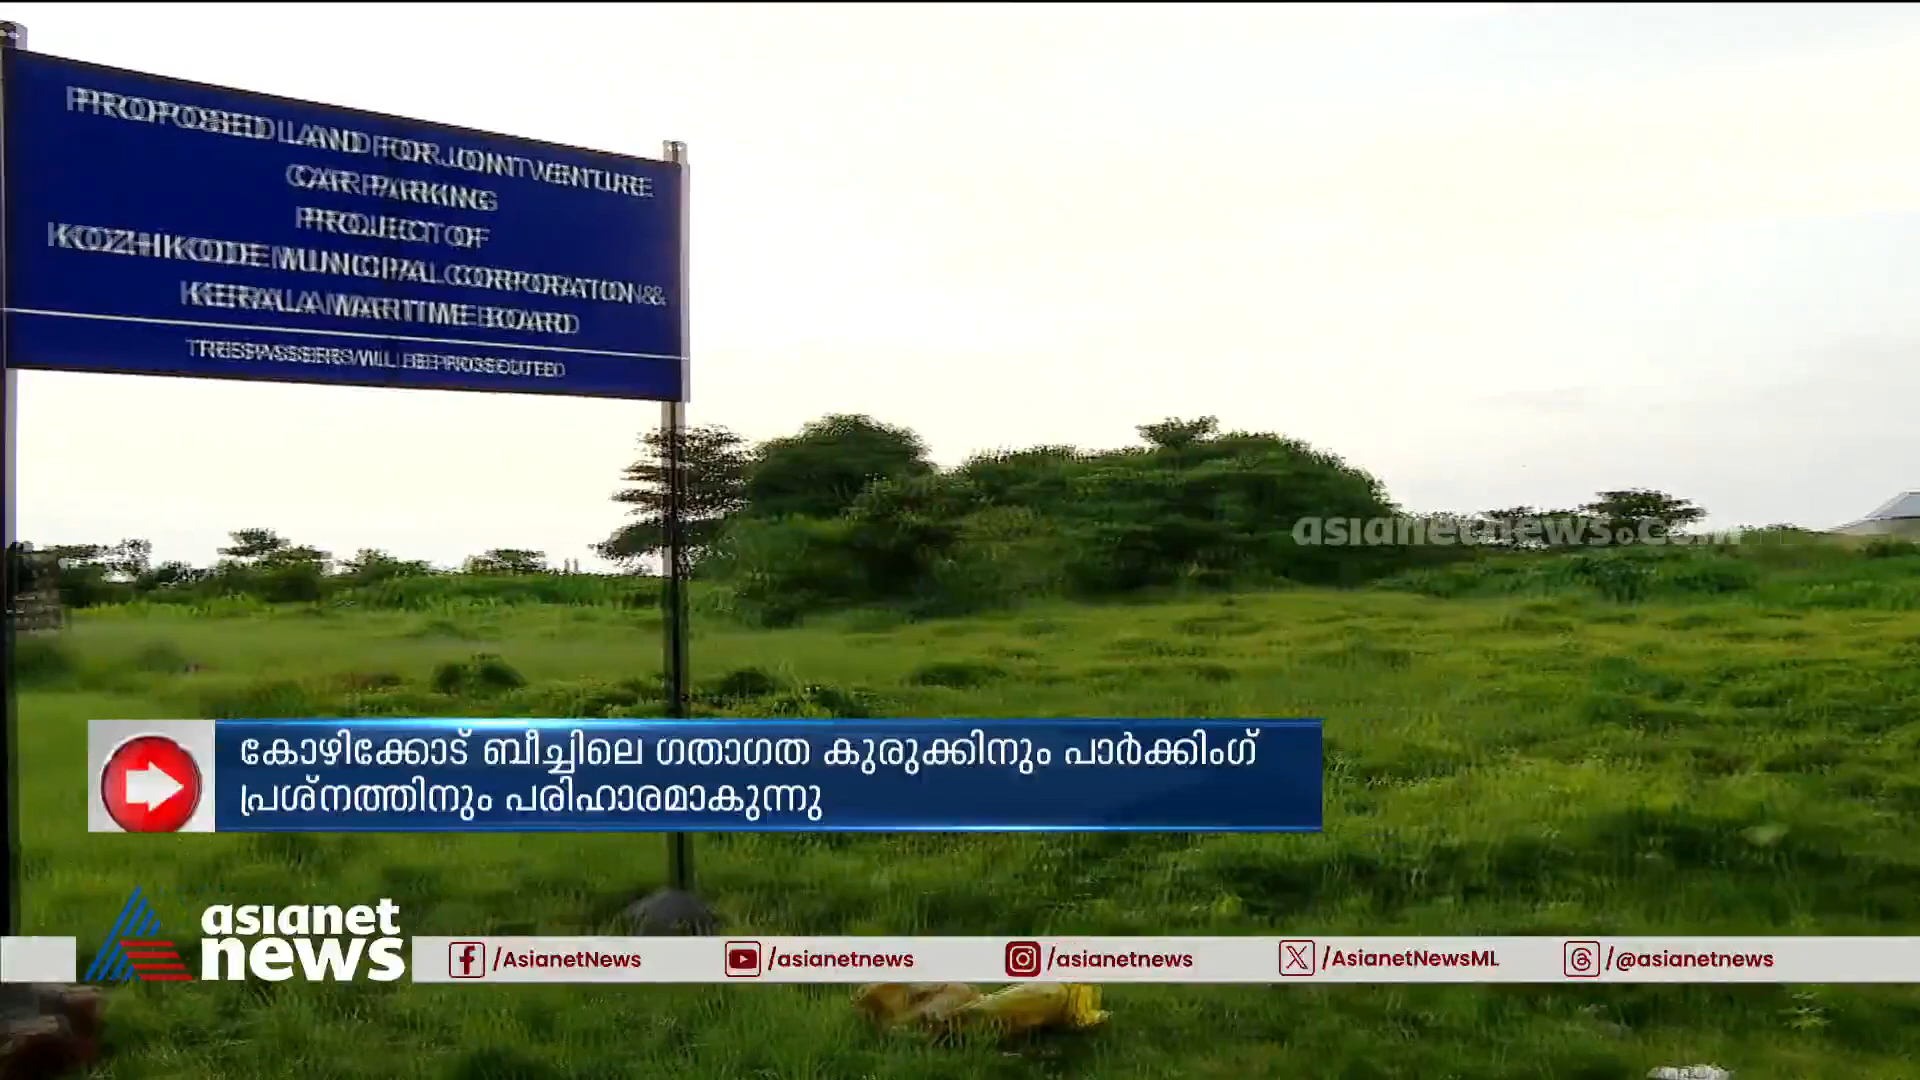 PROPOSED LAND FOR JOINT VENTURE
CAR PARKING
PROJECT OF
KOZHIKODE MUNICIPAL CORPORATION &
KERALA MARITIME BOARD
TRESPASSERS WILL BE PROSECUTED
asianetnews.com
കോഴിക്കോട് ബീച്ചിലെ ഗതാഗത കുരുക്കിനും പാർക്കിംഗ്
പ്രശ്നത്തിനും പരിഹാരമാകുന്നു
asianet
news
/AsianetNews
/asianetnews
/asianetnews
/AsianetNewsML
/@asianetnews